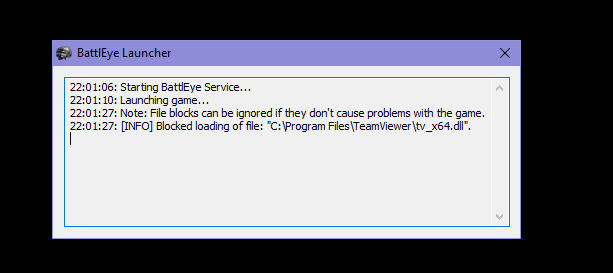 BattlEye Launcher
22:01:06: Starting BattlEye Service...
22:01:10: Launching game...
22:01:27: Note: File blocks can be ignored if they don't cause problems with the game.
22:01:27: [INFO] Blocked loading of file: "C:\Program Files\TeamViewer\tv_x64.dll".